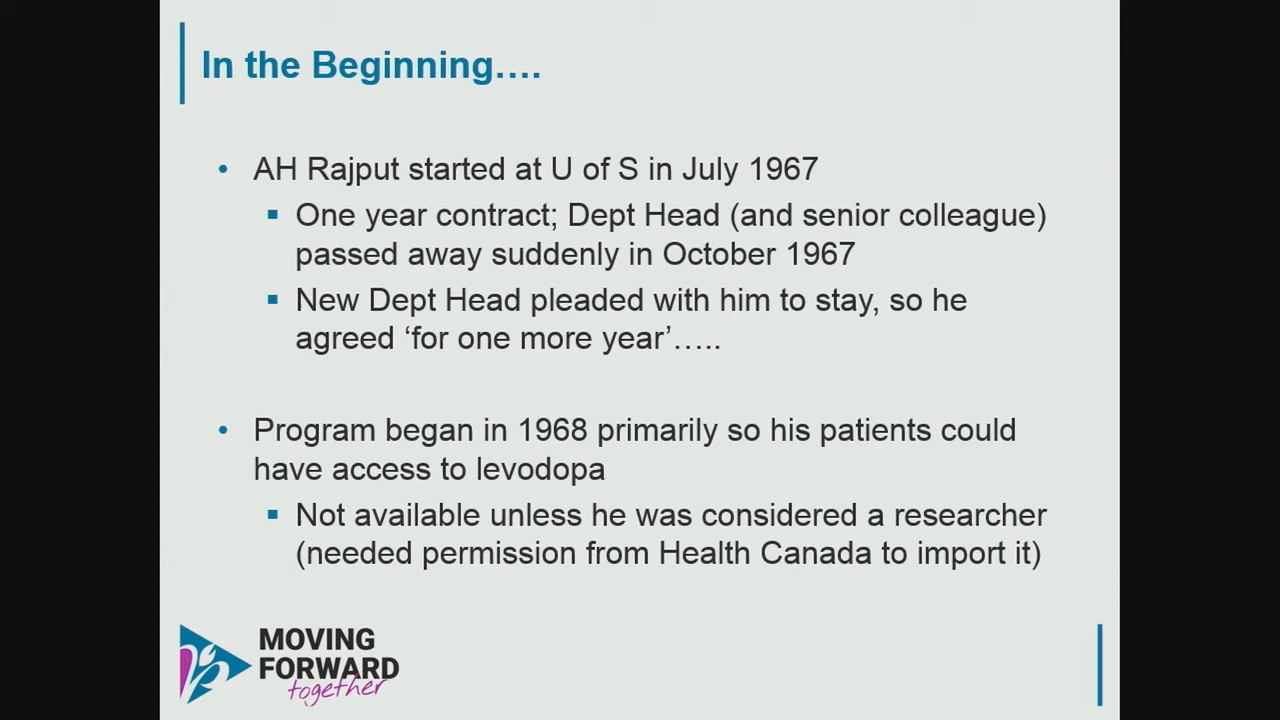 In the Beginning….
• AH Rajput started at U of S in July 1967
▪ One year contract; Dept Head (and senior colleague)
passed away suddenly in October 1967
▪ New Dept Head pleaded with him to stay, so he
agreed ‘for one more year’…..
• Program began in 1968 primarily so his patients could
have access to levodopa
▪ Not available unless he was considered a researcher
(needed permission from Health Canada to import it)
MOVING
FORWARD
together